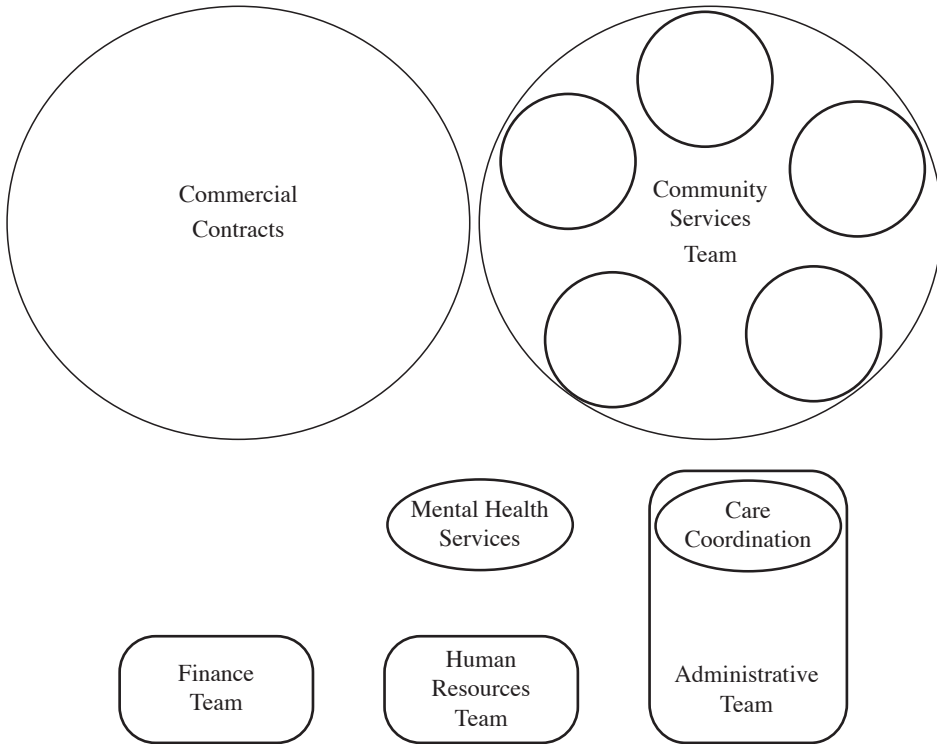 Commercial
Contracts
Community
Services
Team
Mental Health
Services
Care
Coordination
Finance
Team
Human
Resources
Team
Administrative
Team